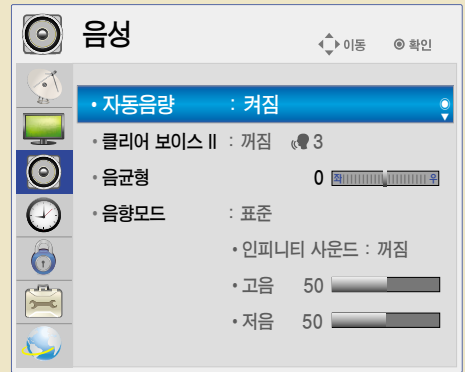 음성
이동 확인
• 자동음량 : 켜짐
• 클리어 보이스 II : 꺼짐 3
• 음균형 0 좌 우
• 음향모드 : 표준
• 인피니티 사운드 : 꺼짐
• 고음 50
• 저음 50